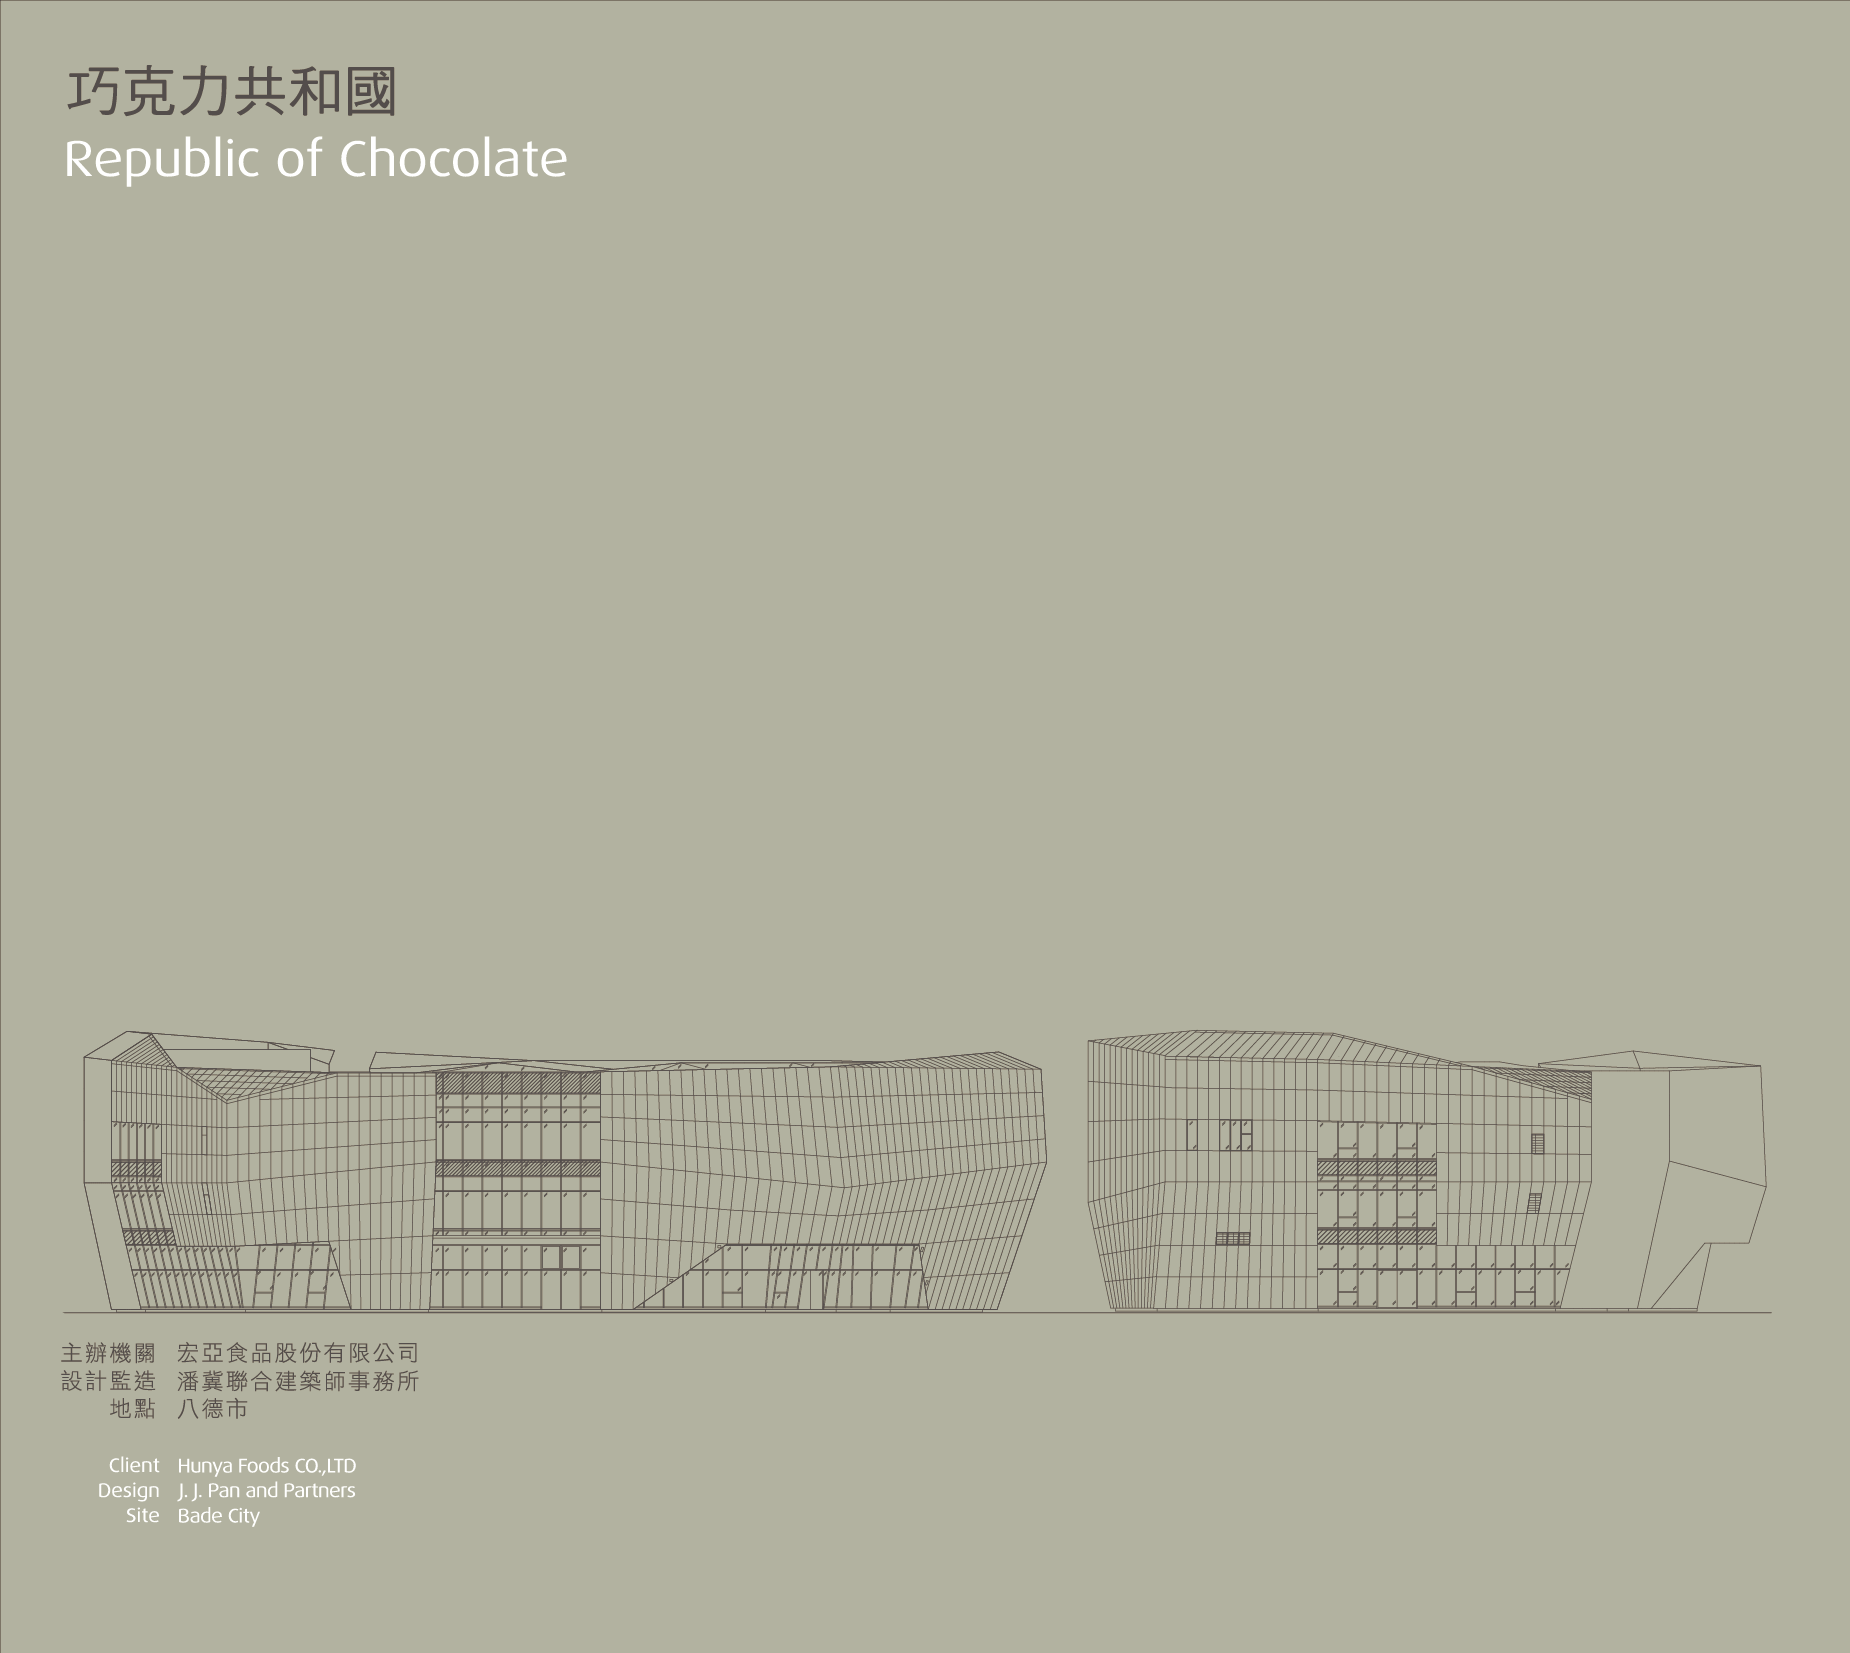 巧克力共和國
Republic of Chocolate
主辦機關 宏亞食品股份有限公司
設計監造 潘冀聯合建築師事務所
地點 八德市
Client Hunya Foods CO.,LTD
Design J. J. Pan and Partners
Site Bade City